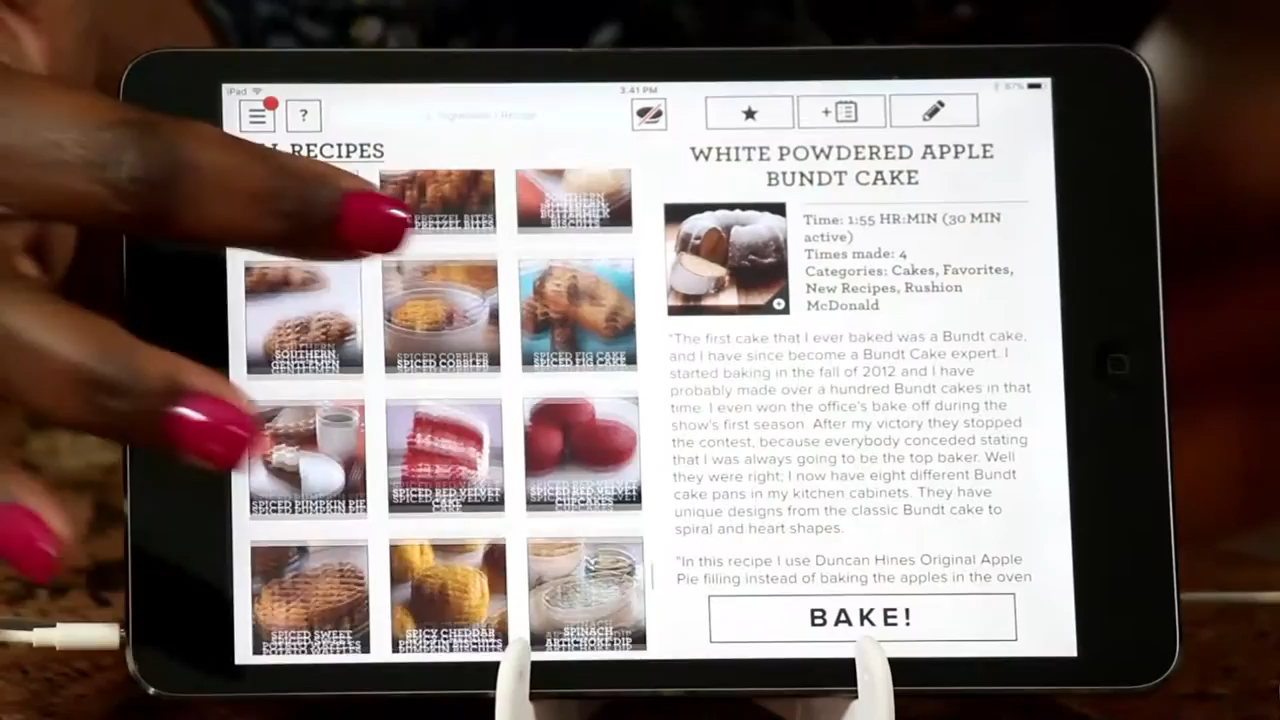 iPad
3:41 PM
87%
?
RECIPES
PRETZEL BITES
SOUTHERN
BUTTERMILK
BISCUITS
SOUTHERN
GENTLEMEN
SPICED COBBLER
SPICED FIG CAKE
SPICED PUMPKIN PIE
SPICED RED VELVET
CAKE
SPICED RED VELVET
CUPCAKES
SPICED SWEET
POTATO WAFFLES
SPICY CHEDDAR
PUMPKIN BISCUITS
SPINACH
ARTICHOKE DIP
WHITE POWDERED APPLE
BUNDT CAKE
Time: 1:55 HR:MIN (30 MIN
active)
Times made: 4
Categories: Cakes, Favorites,
New Recipes, Rushion
McDonald
"The first cake that I ever baked was a Bundt cake,
and I have since become a Bundt Cake expert. I
started baking in the fall of 2012 and I have
probably made over a hundred Bundt cakes in that
time. I even won the office's bake off during the
show's first season. After my victory they stopped
the contest, because everybody conceded stating
that I was always going to be the top baker. Well
they were right; I now have eight different Bundt
cake pans in my kitchen cabinets. They have
unique designs from the classic Bundt cake to
spiral and heart shapes.
"In this recipe I use Duncan Hines Original Apple
Pie filling instead of baking the apples in the oven
BAKE!